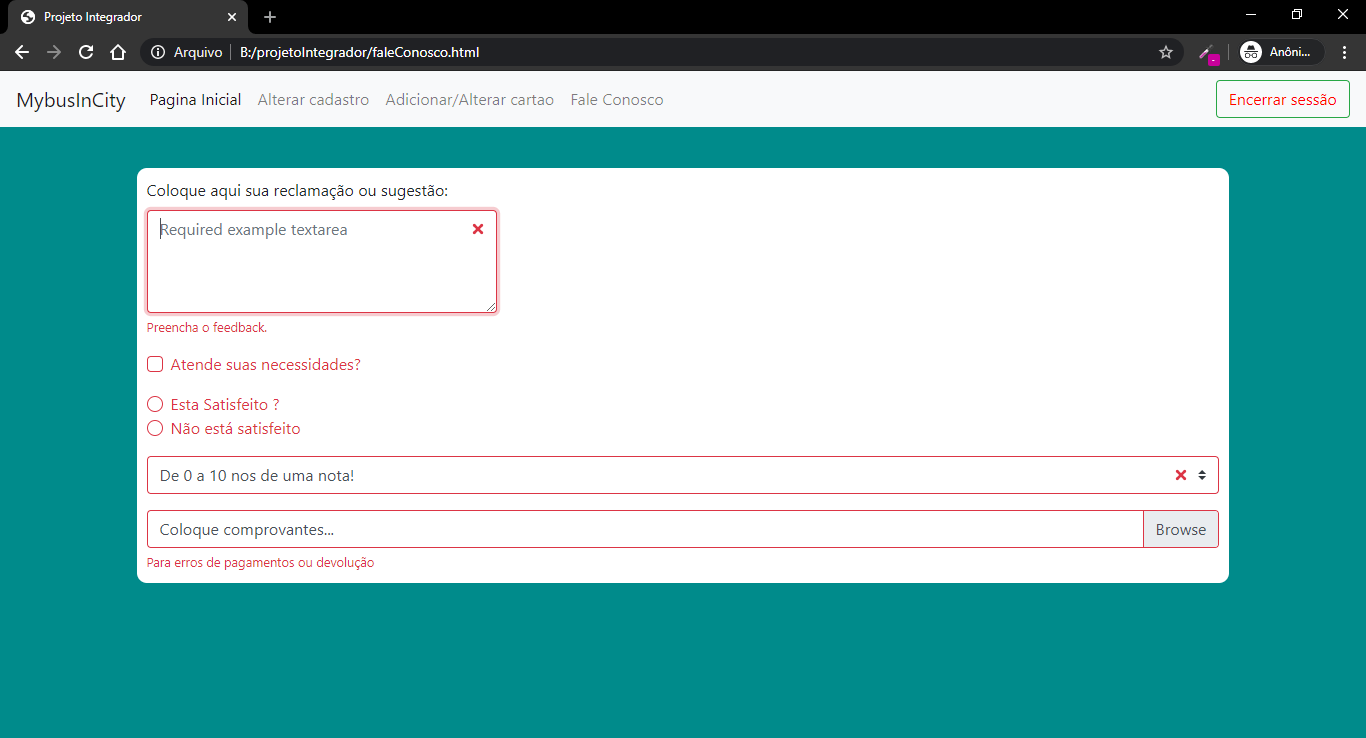 Projeto Integrador
Arquivo B:/projetoIntegrador/faleConosco.html Anôni...
MybusInCity Pagina Inicial Alterar cadastro Adicionar/Alterar cartao Fale Conosco Encerrar sessão
Coloque aqui sua reclamação ou sugestão:
Required example textarea
Preencha o feedback.
Atende suas necessidades?
Esta Satisfeito ?
Não está satisfeito
De 0 a 10 nos de uma nota!
Coloque comprovantes... Browse
Para erros de pagamentos ou devolução